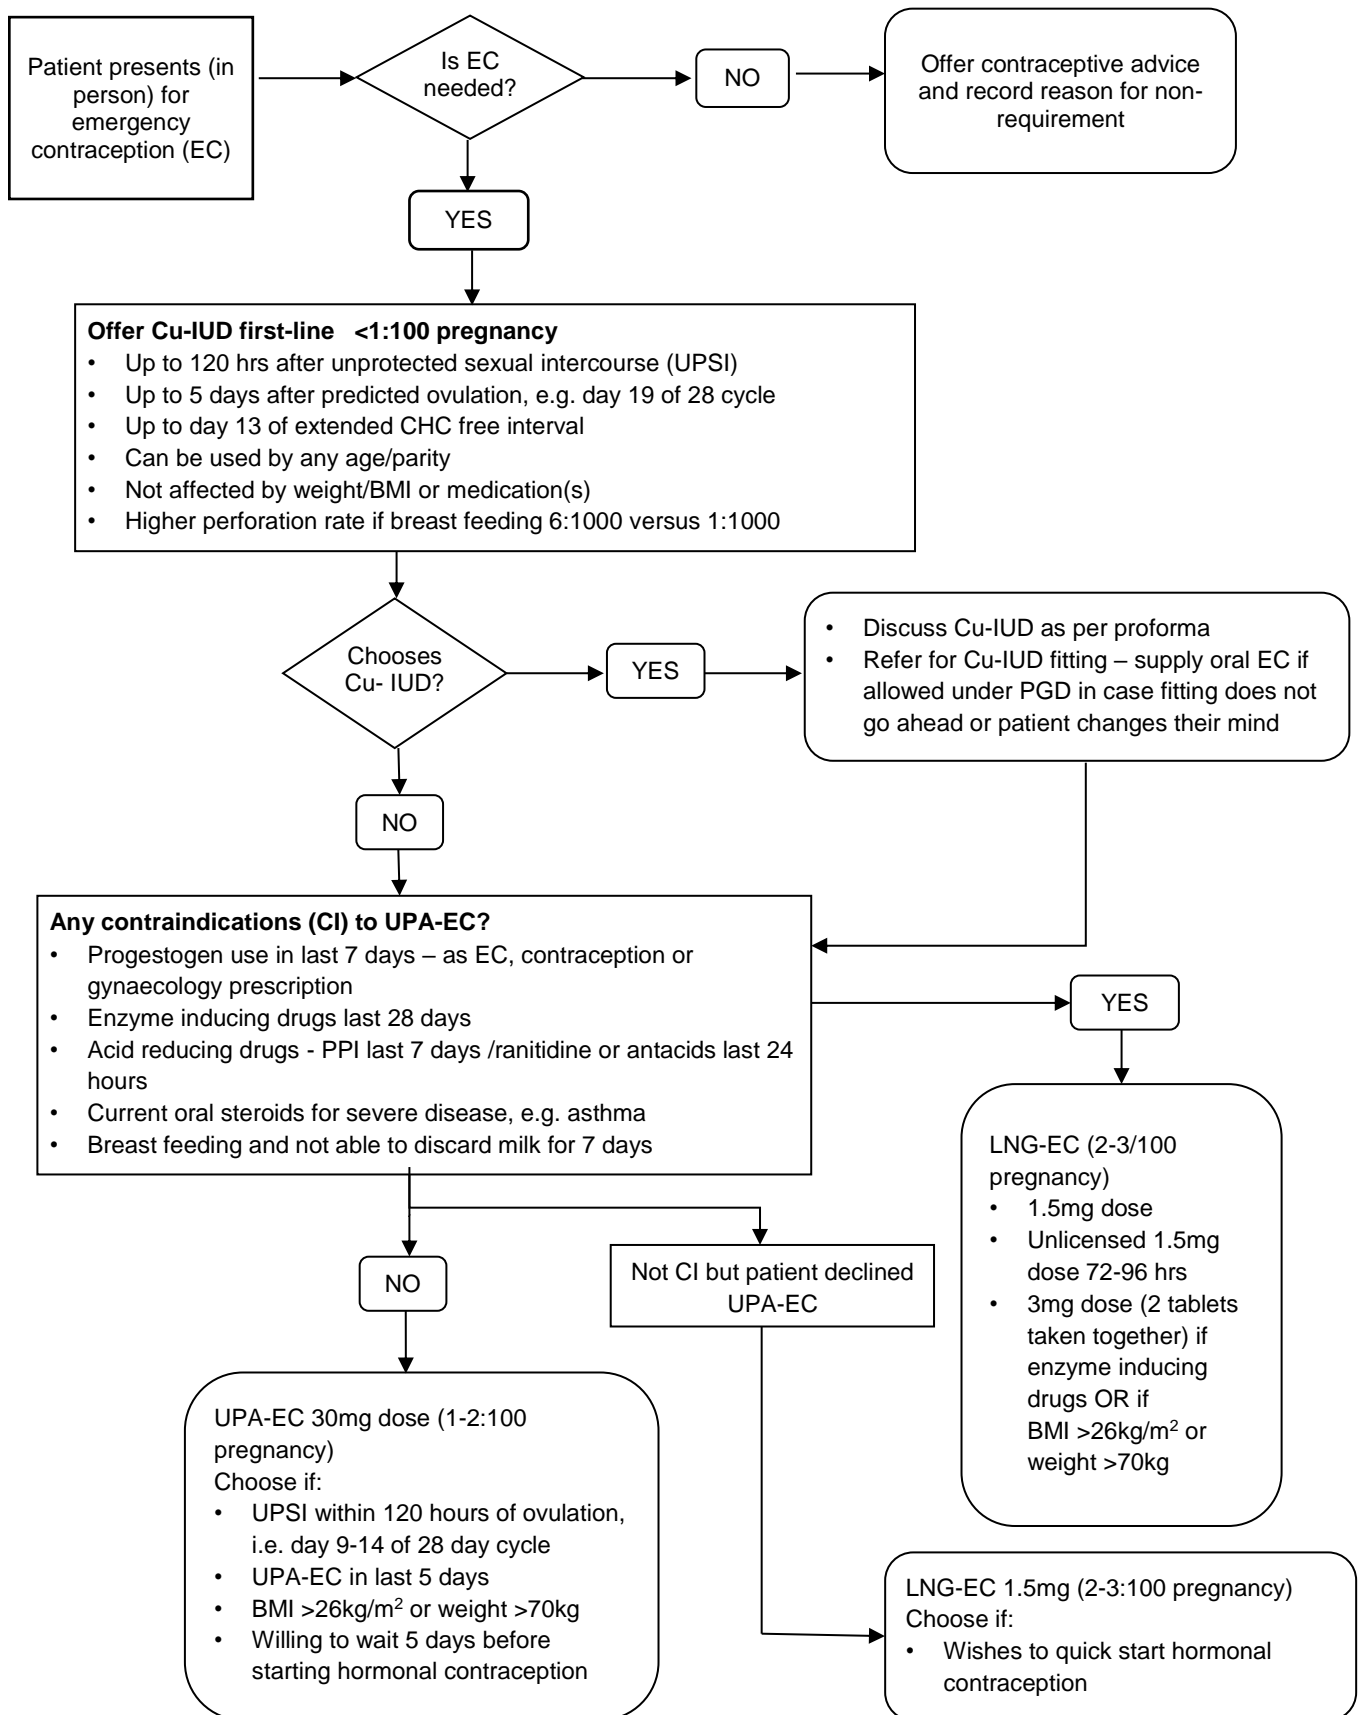 Patient presents (in
person) for
emergency
contraception (EC)
Is EC
needed?
NO
Offer contraceptive advice
and record reason for non-
requirement
YES
Offer Cu-IUD first-line <1:100 pregnancy
• Up to 120 hrs after unprotected sexual intercourse (UPSI)
• Up to 5 days after predicted ovulation, e.g. day 19 of 28 cycle
• Up to day 13 of extended CHC free interval
• Can be used by any age/parity
• Not affected by weight/BMI or medication(s)
• Higher perforation rate if breast feeding 6:1000 versus 1:1000
Chooses
Cu- IUD?
YES
• Discuss Cu-IUD as per proforma
• Refer for Cu-IUD fitting – supply oral EC if
allowed under PGD in case fitting does not
go ahead or patient changes their mind
NO
Any contraindications (CI) to UPA-EC?
• Progestogen use in last 7 days – as EC, contraception or
gynaecology prescription
• Enzyme inducing drugs last 28 days
• Acid reducing drugs - PPI last 7 days /ranitidine or antacids last 24
hours
• Current oral steroids for severe disease, e.g. asthma
• Breast feeding and not able to discard milk for 7 days
YES
LNG-EC (2-3/100
pregnancy)
• 1.5mg dose
• Unlicensed 1.5mg
dose 72-96 hrs
• 3mg dose (2 tablets
taken together) if
enzyme inducing
drugs OR if
BMI >26kg/m² or
weight >70kg
NO
Not CI but patient declined
UPA-EC
UPA-EC 30mg dose (1-2:100
pregnancy)
Choose if:
• UPSI within 120 hours of ovulation,
i.e. day 9-14 of 28 day cycle
• UPA-EC in last 5 days
• BMI >26kg/m² or weight >70kg
• Willing to wait 5 days before
starting hormonal contraception
LNG-EC 1.5mg (2-3:100 pregnancy)
Choose if:
• Wishes to quick start hormonal
contraception